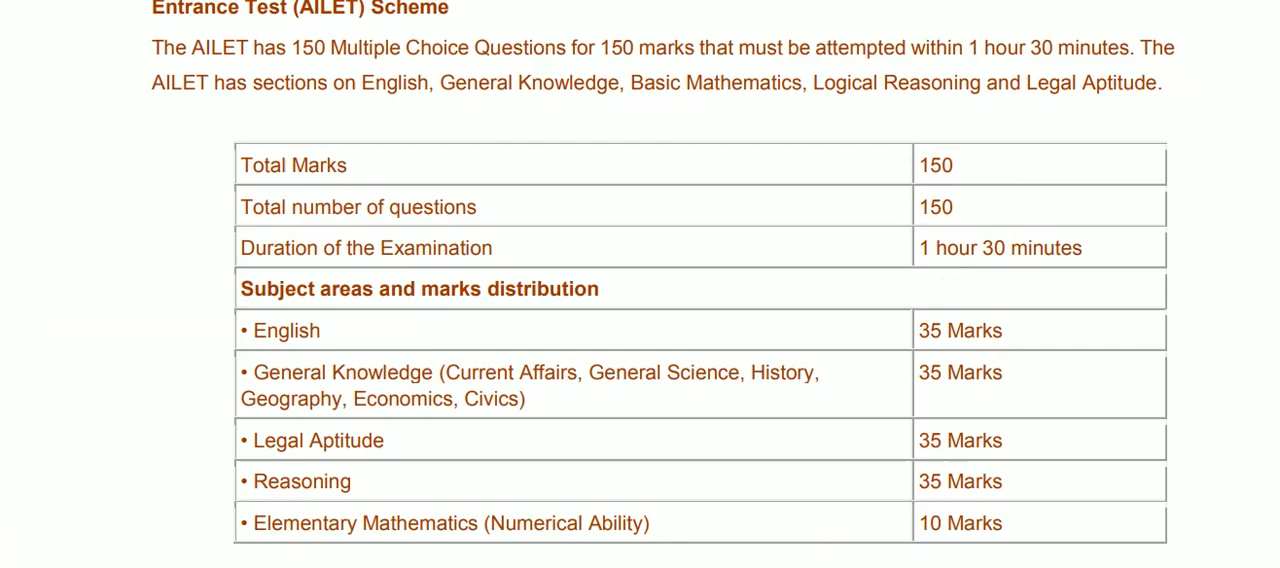 Entrance Test (AILET) Scheme
The AILET has 150 Multiple Choice Questions for 150 marks that must be attempted within 1 hour 30 minutes. The
AILET has sections on English, General Knowledge, Basic Mathematics, Logical Reasoning and Legal Aptitude.
Total Marks 150
Total number of questions 150
Duration of the Examination 1 hour 30 minutes
Subject areas and marks distribution
• English 35 Marks
• General Knowledge (Current Affairs, General Science, History, 35 Marks
Geography, Economics, Civics)
• Legal Aptitude 35 Marks
• Reasoning 35 Marks
• Elementary Mathematics (Numerical Ability) 10 Marks